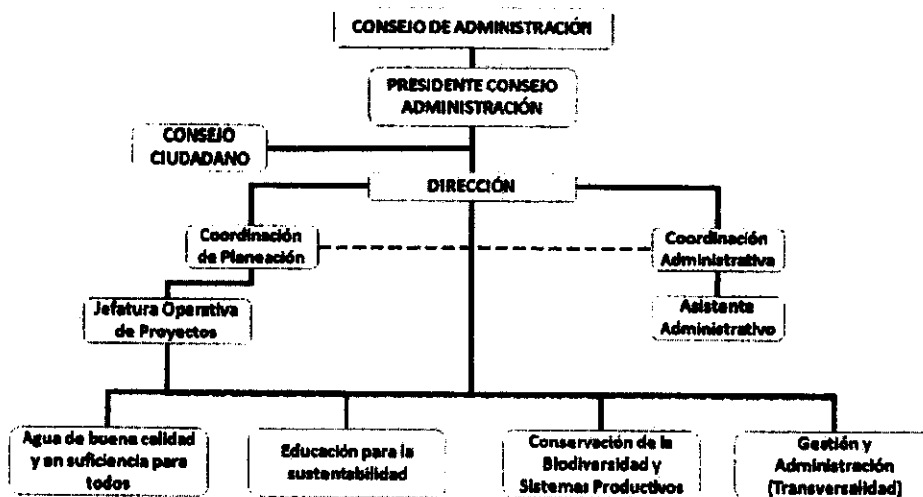 CONSEJO DE ADMINISTRACIÓN
PRESIDENTE CONSEJO
ADMINISTRACIÓN
CONSEJO
CIUDADANO
DIRECCIÓN
Coordinación
de Planeación
Coordinación
Administrativa
Jefatura Operativa
de Proyectos
Asistente
Administrativo
Agua de buena calidad
y en suficiencia para
todos
Educación para la
sustentabilidad
Conservación de la
Biodiversidad y
Sistemas Productivos
Gestión y
Administración
(Transversalidad)